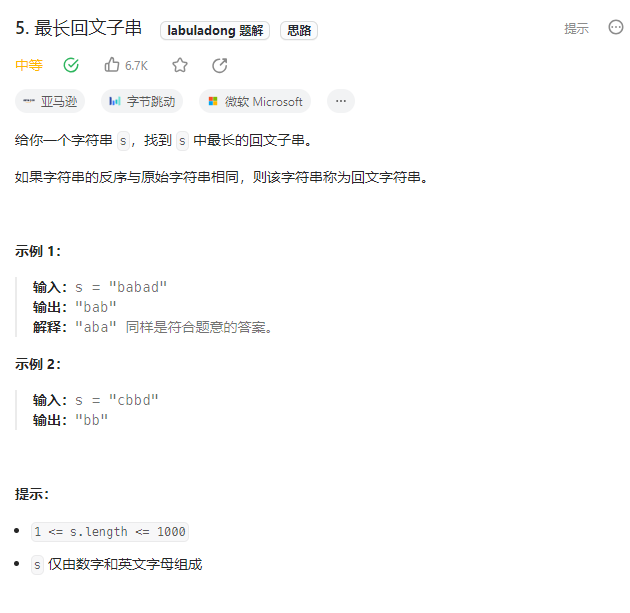 5. 最长回文子串 labuladong 题解 思路 提示
中等 6.7K
亚马逊 字节跳动 微软 Microsoft ...
给你一个字符串 s，找到 s 中最长的回文子串。
如果字符串的反序与原始字符串相同，则该字符串称为回文字符串。
示例 1：
输入：s = "babad"
输出："bab"
解释："aba" 同样是符合题意的答案。
示例 2：
输入：s = "cbbd"
输出："bb"
提示：
• 1 <= s.length <= 1000
• s 仅由数字和英文字母组成